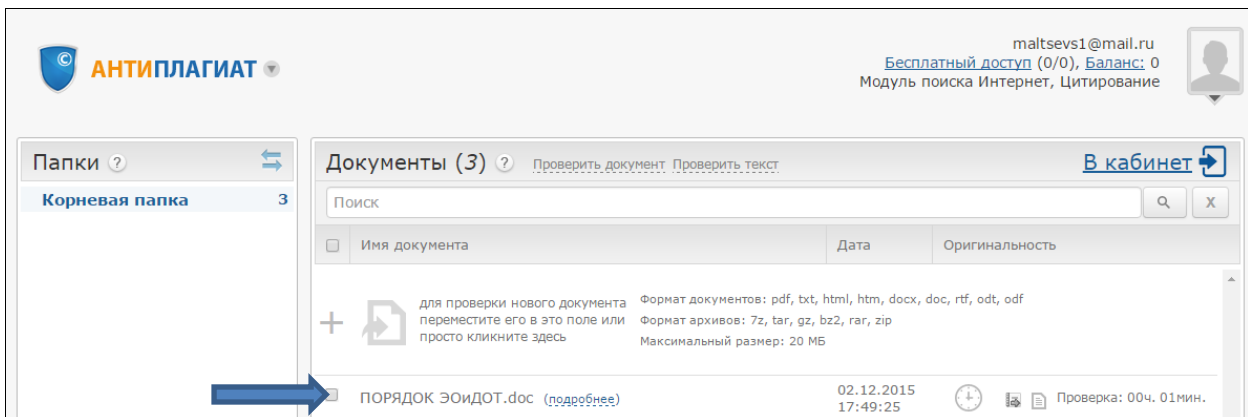 maltsevs1@mail.ru
© АНТИПЛАГИАТ
Бесплатный доступ (0/0), Баланс: 0
Модуль поиска Интернет, Цитирование
Папки ?
Документы (3) ? Проверить документ Проверить текст В кабинет
Корневая папка 3
Поиск X
Имя документа Дата Оригинальность
для проверки нового документа
переместите его в это поле или
просто кликните здесь
Формат документов: pdf, txt, html, htm, docx, doc, rtf, odt, odf
Формат архивов: 7z, tar, gz, bz2, rar, zip
Максимальный размер: 20 МБ
ПОРЯДОК ЭОиДОТ.doc (подробнее) 02.12.2015
17:49:25
Проверка: 00ч. 01мин.